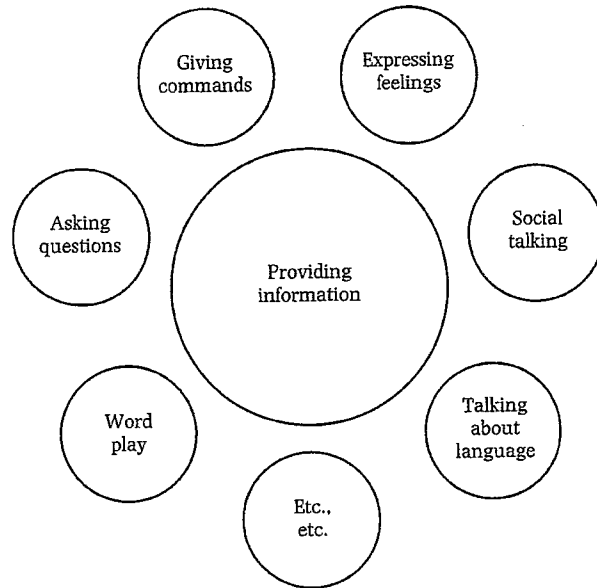 Giving
commands
Expressing
feelings
Asking
questions
Social
talking
Providing
information
Word
play
Talking
about
language
Etc.,
etc.